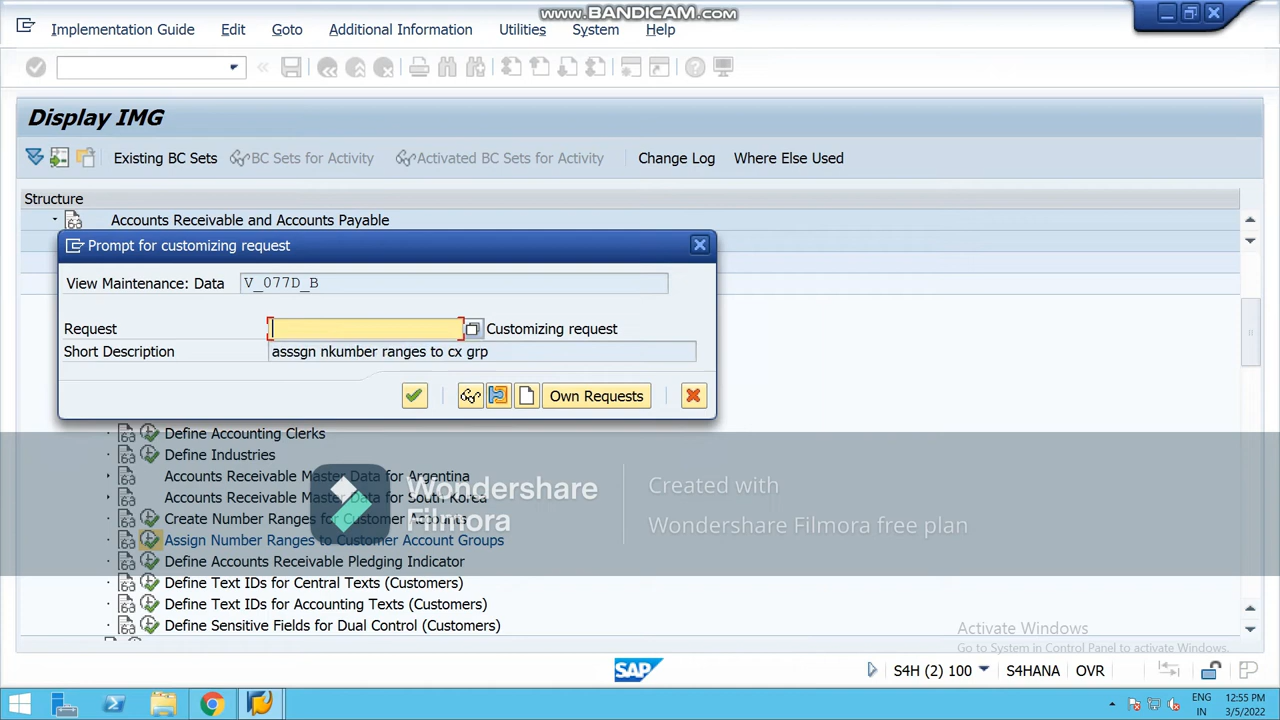 www.BANDICAM.com
Implementation Guide Edit Goto Additional Information Utilities System Help
Display IMG
Existing BC Sets BC Sets for Activity Activated BC Sets for Activity Change Log Where Else Used
Structure
Accounts Receivable and Accounts Payable
Prompt for customizing request
View Maintenance: Data V_077D_B
Request Customizing request
Short Description asssgn nkumber ranges to cx grp
Own Requests
Define Accounting Clerks
Define Industries
Accounts Receivable Master Data for Argentina
Accounts Receivable Master Data for South Korea
Create Number Ranges for Customer Accounts
Assign Number Ranges to Customer Account Groups
Define Accounts Receivable Pledging Indicator
Define Text IDs for Central Texts (Customers)
Define Text IDs for Accounting Texts (Customers)
Define Sensitive Fields for Dual Control (Customers)
Wondershare
Filmora
Created with
Wondershare Filmora free plan
Activate Windows
Go to System in Control Panel to activate Windows.
SAP S4H (2) 100 S4HANA OVR
ENG 12:55 PM
IN 3/5/2022